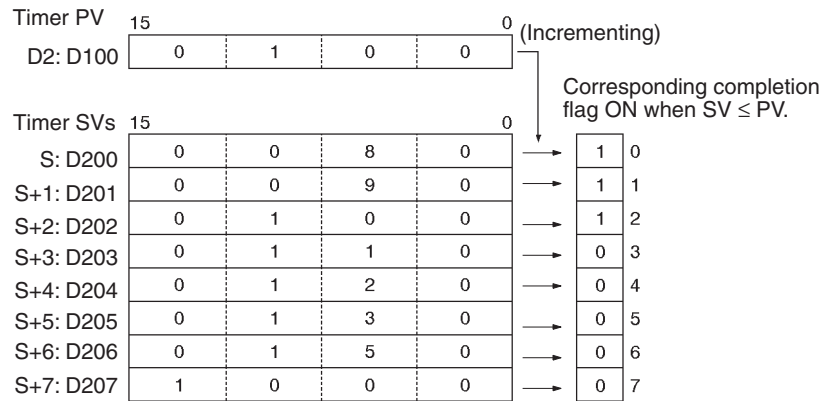 Timer PV 15 0 (Incrementing)
D2: D100 0 1 0 0
Corresponding completion
flag ON when SV ≤ PV.
Timer SVs 15 0
S: D200 0 0 8 0 1 0
S+1: D201 0 0 9 0 1 1
S+2: D202 0 1 0 0 1 2
S+3: D203 0 1 1 0 0 3
S+4: D204 0 1 2 0 0 4
S+5: D205 0 1 3 0 0 5
S+6: D206 0 1 5 0 0 6
S+7: D207 1 0 0 0 0 7